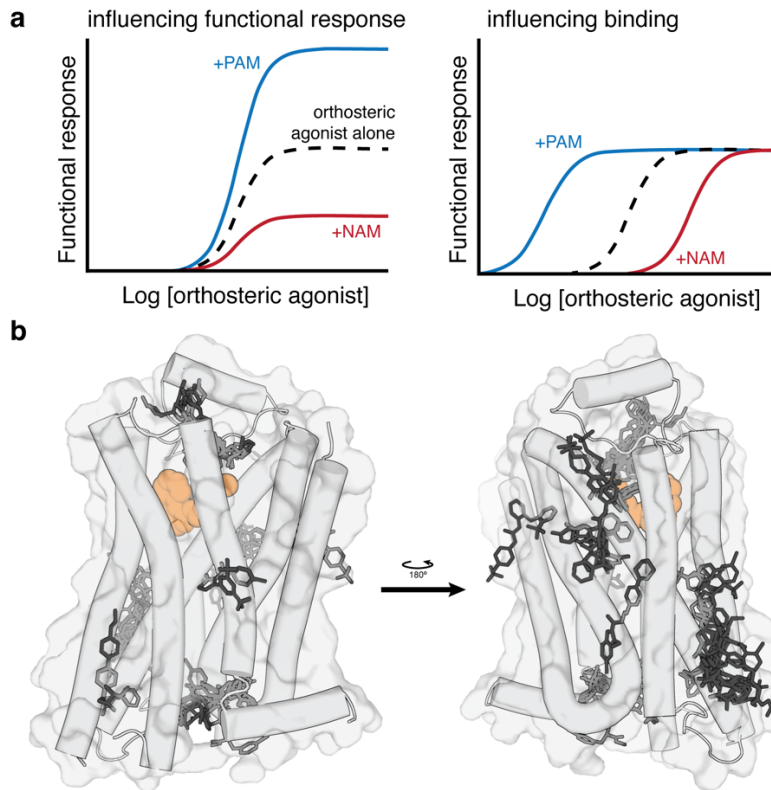 a
influencing functional response
influencing binding
Functional response
+PAM
orthosteric
agonist alone
+NAM
Log [orthosteric agonist]
Functional response
+PAM
+NAM
Log [orthosteric agonist]
b
180°